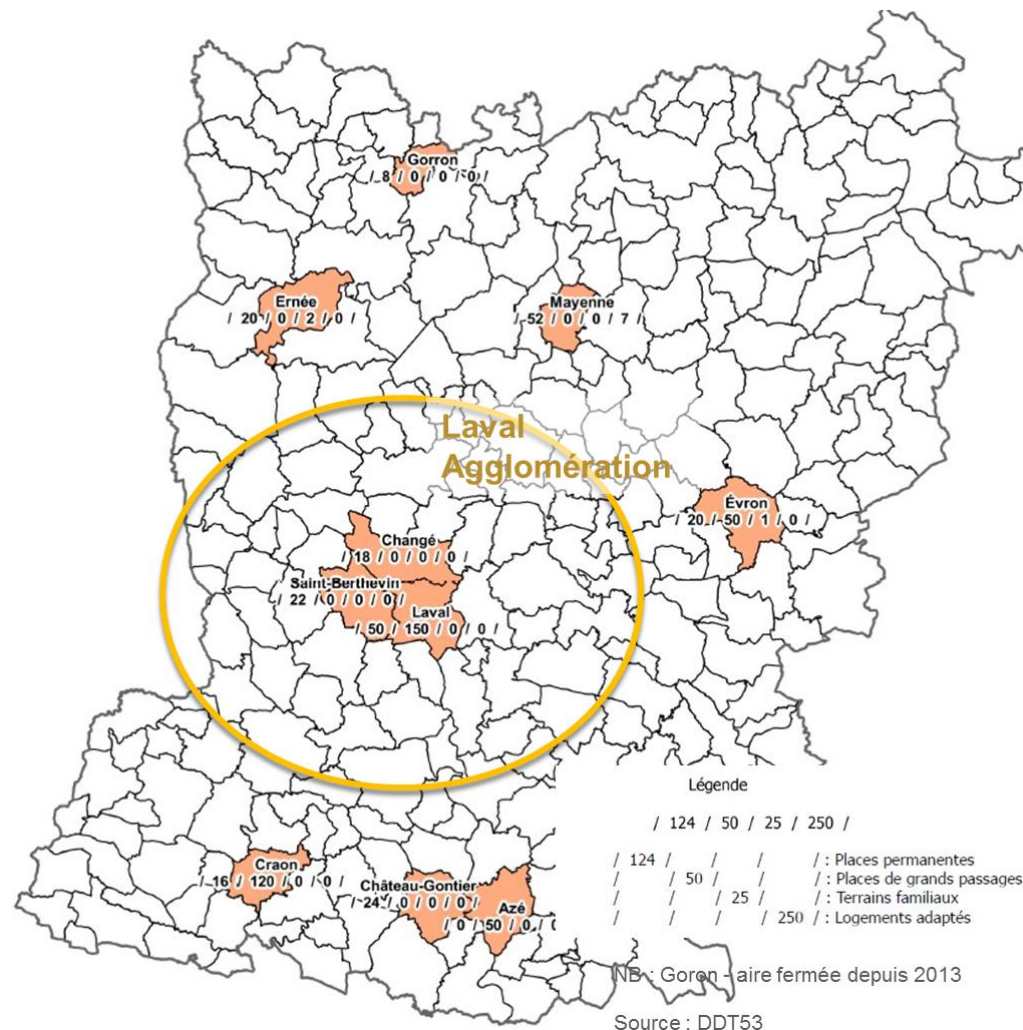 Gorron
/ 8 / 0 / 0 / 0 /
Ernée
/ 20 / 0 / 2 / 0 /
Mayenne
/ 52 / 0 / 0 / 7 /
Laval
Agglomération
Évron
/ 20 / 50 / 1 / 0 /
Changé
/ 18 / 0 / 0 / 0 /
Saint-Berthevin
/ 22 / 0 / 0 / 0 /
Laval
/ 50 / 150 / 0 / 0 /
Craon
/ 16 / 120 / 0 / 0 /
Château-Gontier
/ 24 / 0 / 0 / 0 /
Azé
/ 0 / 50 / 0 /
Légende
/ 124 / 50 / 25 / 250 /
/ 124 / / / / : Places permanentes
/ / 50 / / / : Places de grands passages
/ / / 25 / / : Terrains familiaux
/ / / / 250 / : Logements adaptés
NB : Goron - aire fermée depuis 2013
Source : DDT53